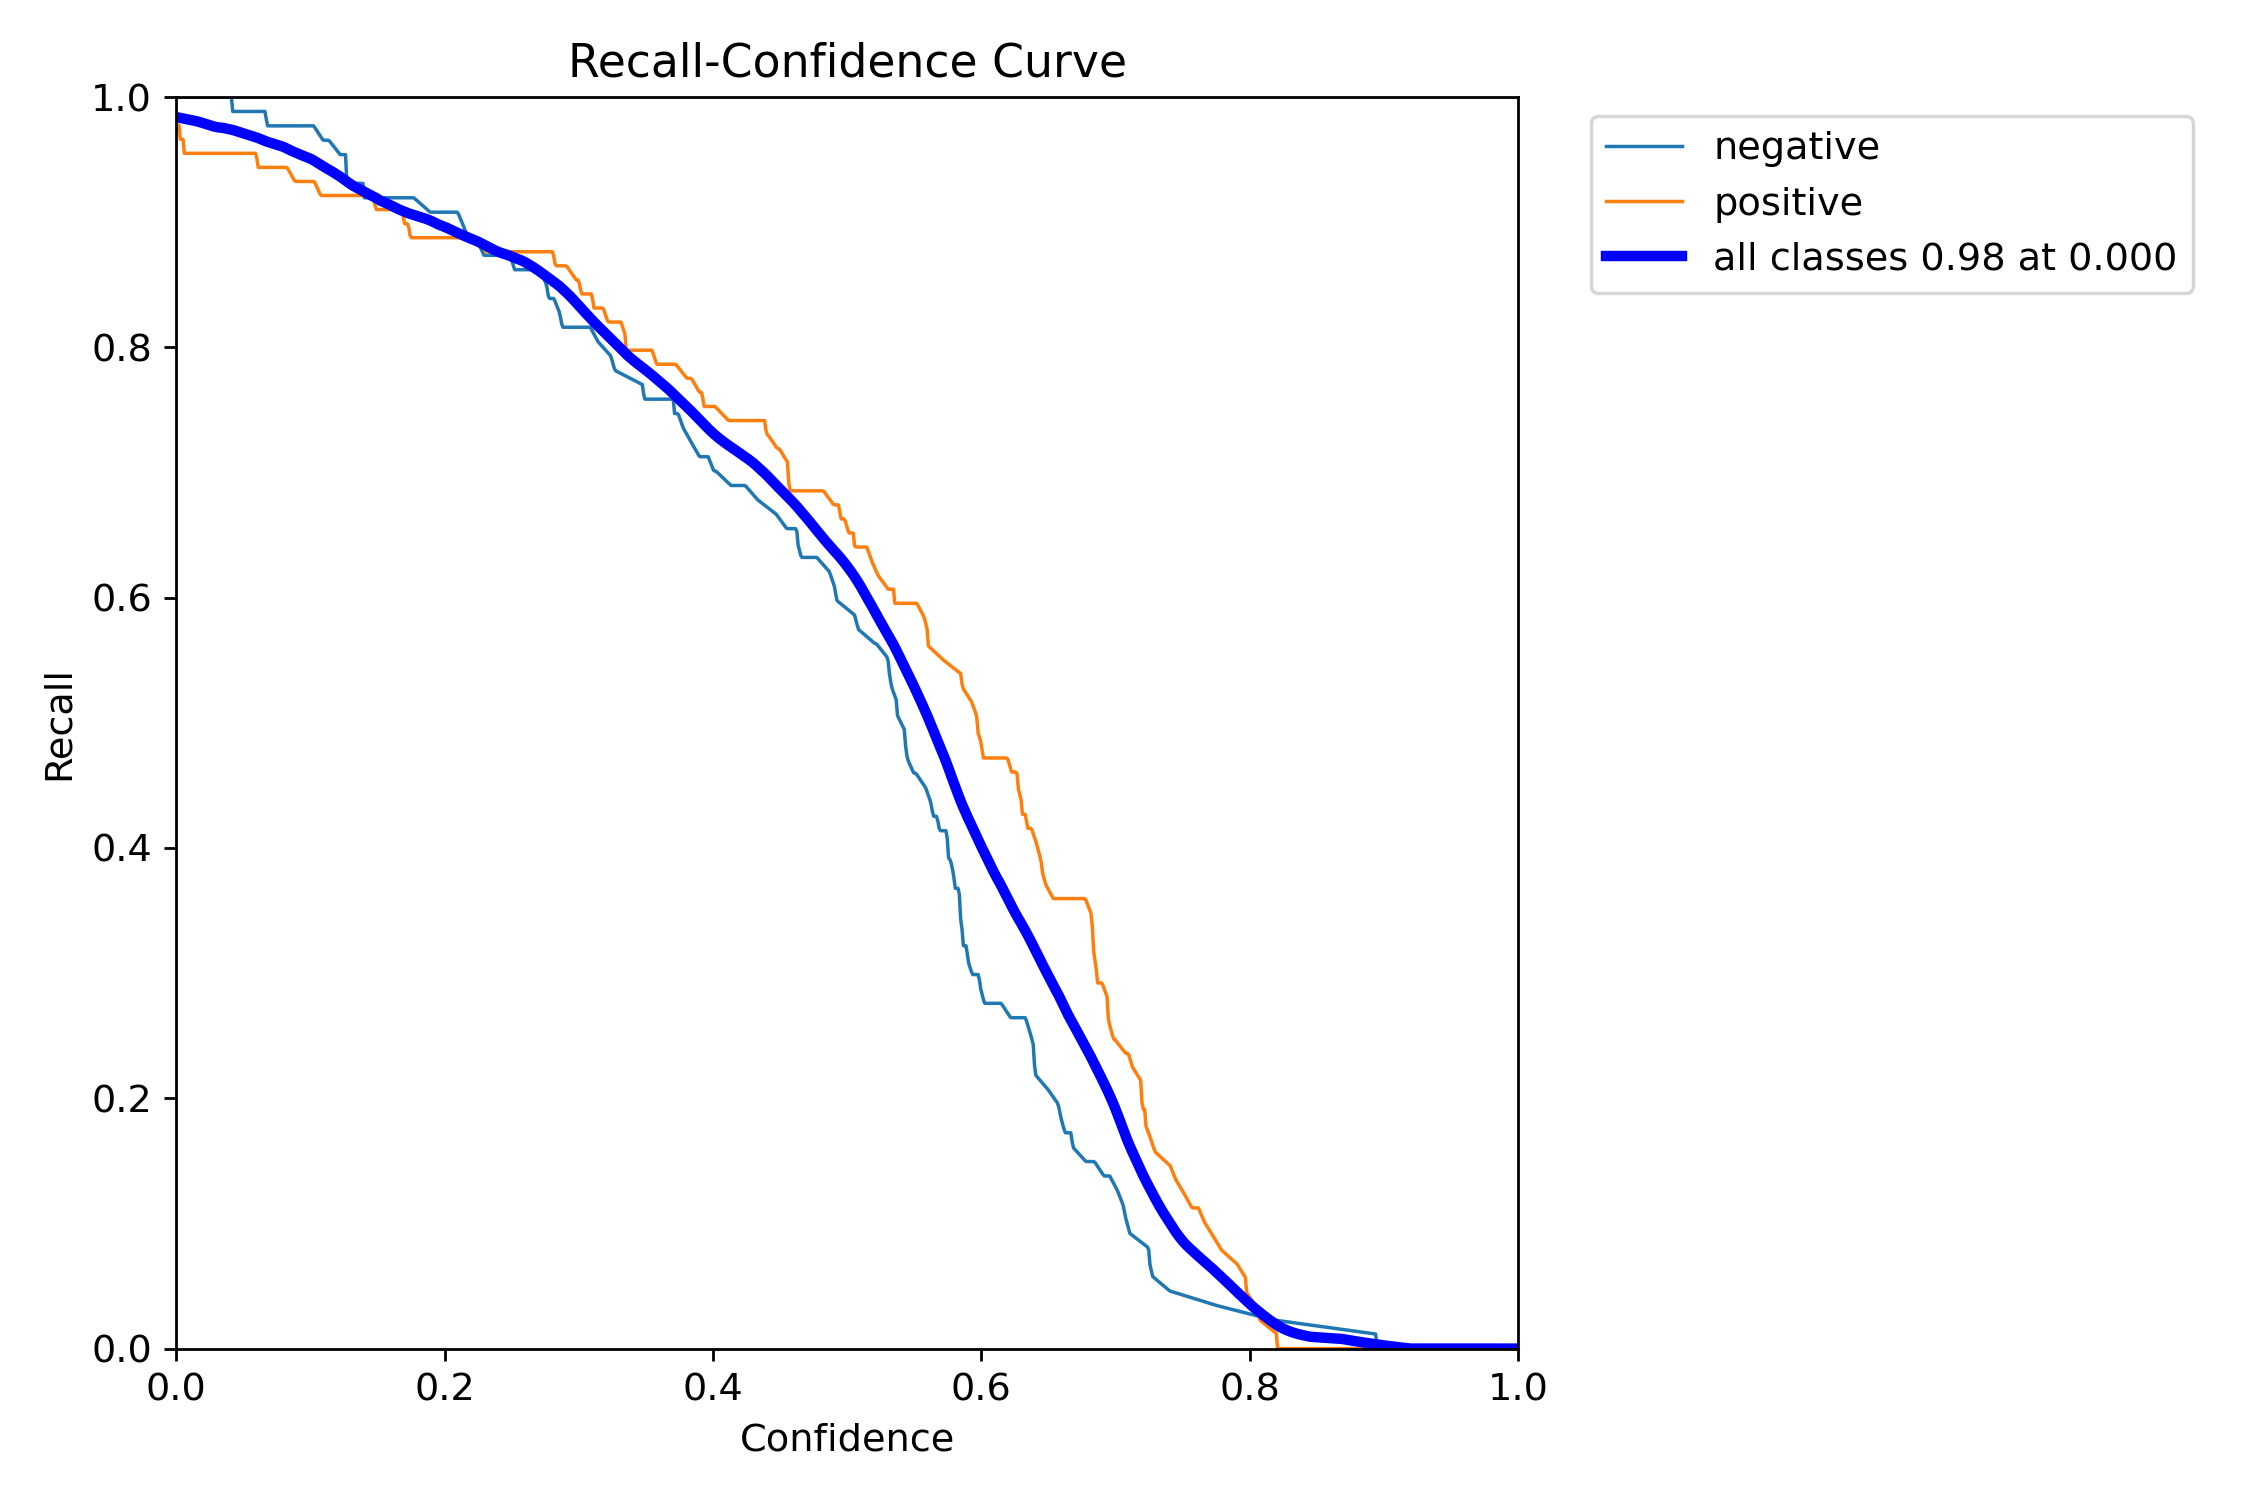 Recall-Confidence Curve
1.0
0.8
0.6
0.4
0.2
0.0
Recall
0.0 0.2 0.4 0.6 0.8 1.0
Confidence
negative
positive
all classes 0.98 at 0.000